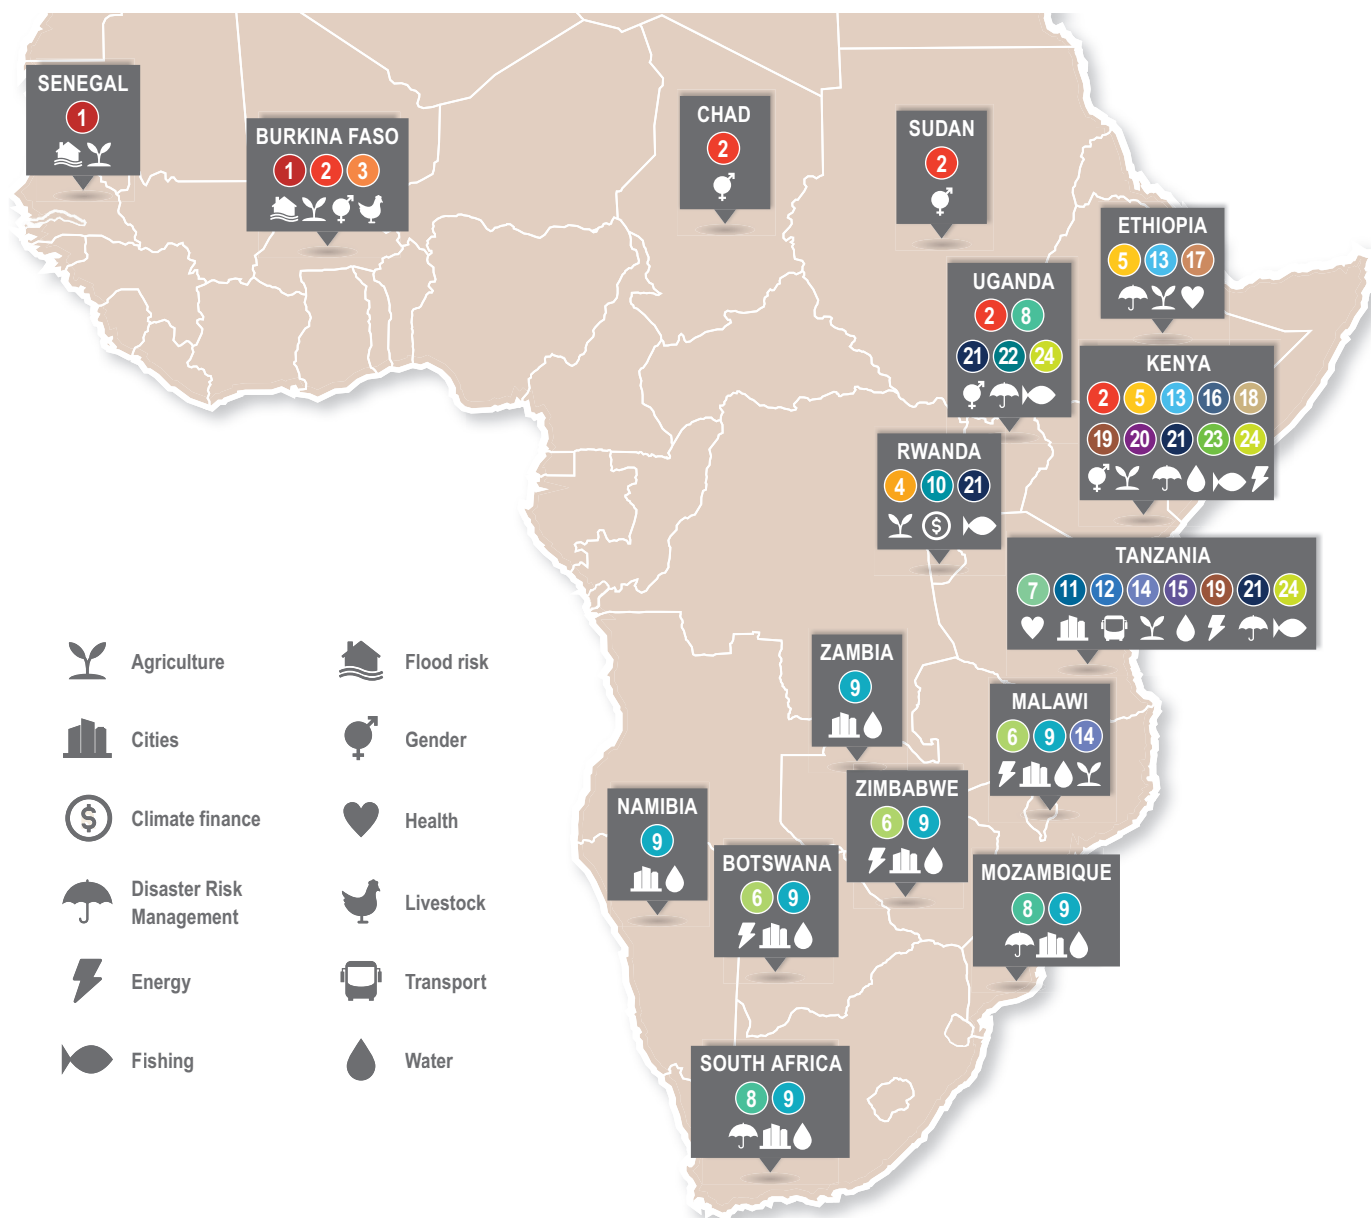 SENEGAL
1
BURKINA FASO
1 2 3
CHAD
2
SUDAN
2
ETHIOPIA
5 13 17
UGANDA
2 8
21 22 24
KENYA
2 5 13 16 18
19 20 21 23 24
RWANDA
4 10 21
$
TANZANIA
7 11 12 14 15 19 21 24
ZAMBIA
9
MALAWI
6 9 14
ZIMBABWE
6 9
NAMIBIA
9
BOTSWANA
6 9
MOZAMBIQUE
8 9
SOUTH AFRICA
8 9
Agriculture
Cities
$
Climate finance
Disaster Risk
Management
Energy
Fishing
Flood risk
Gender
Health
Livestock
Transport
Water